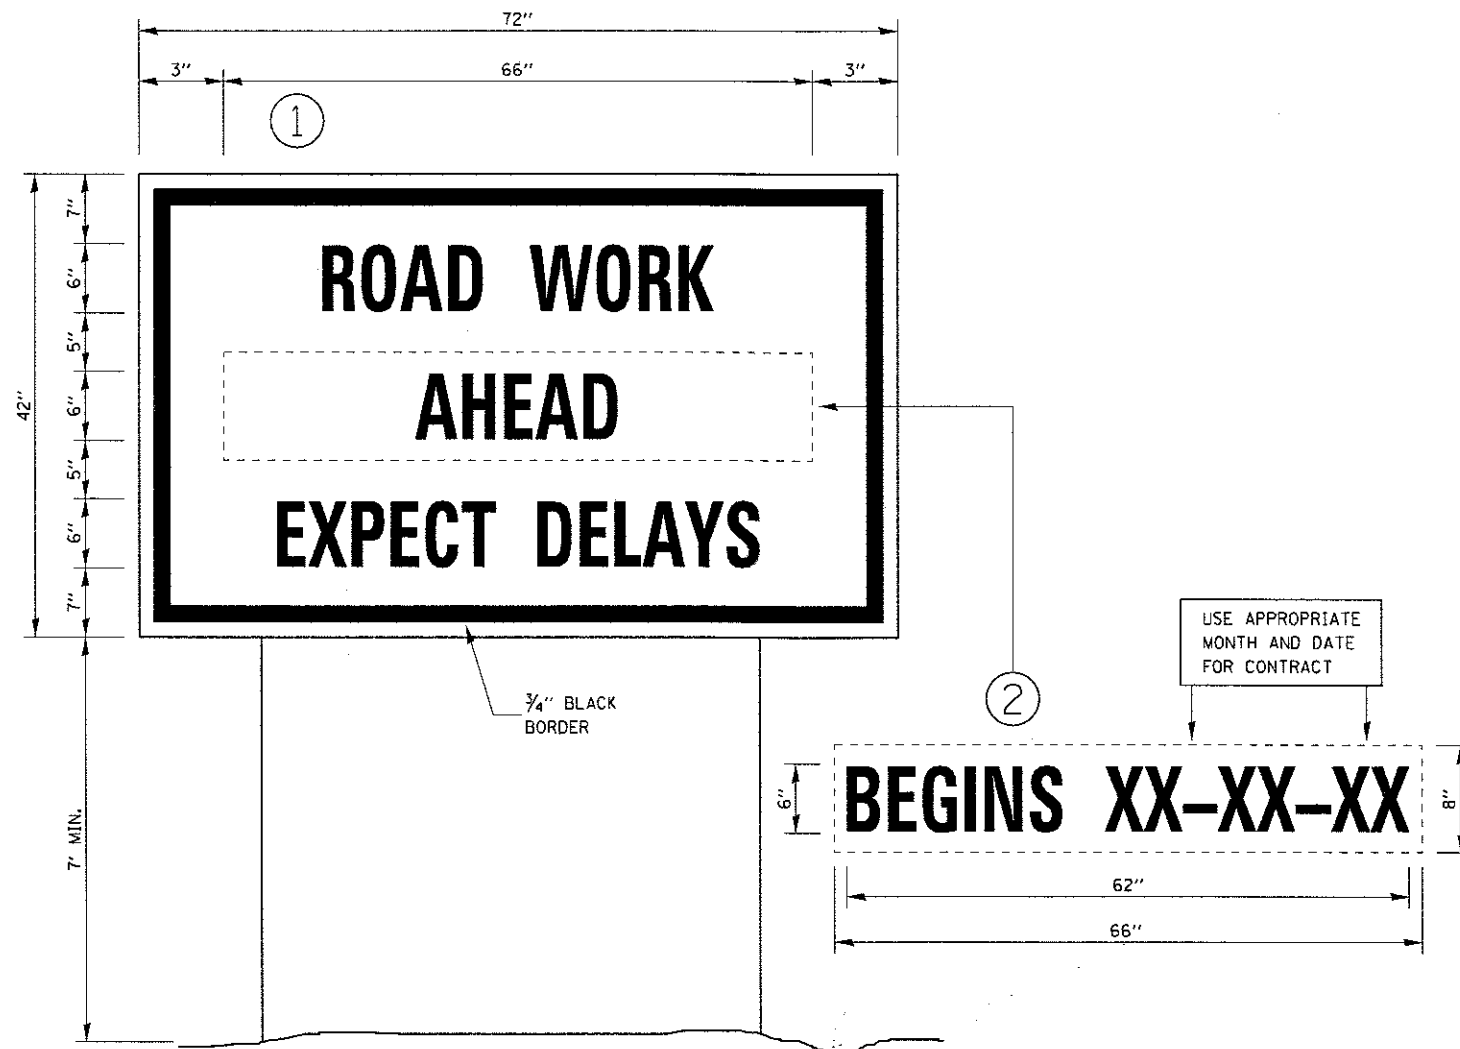 72"
3" 66" 3"
1
42"
7"
6"
5"
6"
5"
6"
7"
ROAD WORK
AHEAD
EXPECT DELAYS
¾" BLACK
BORDER
7' MIN.
2
USE APPROPRIATE
MONTH AND DATE
FOR CONTRACT
6"
BEGINS XX-XX-XX
8"
62"
66"